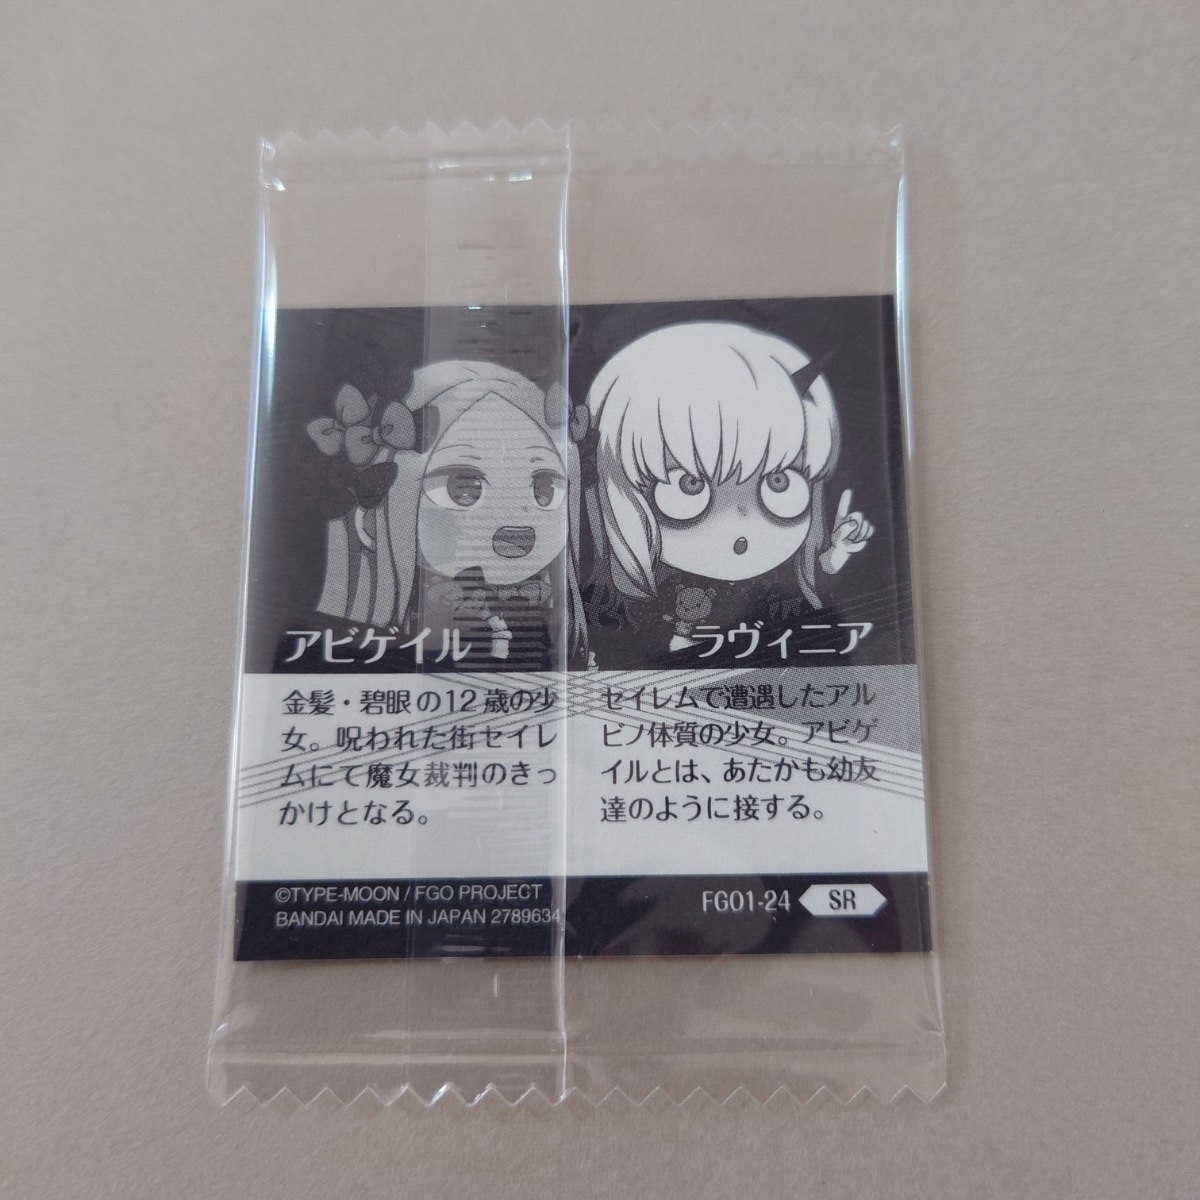 アビゲイル
金髪・碧眼の12歳の少
女。呪われた街セイレ
ムにて魔女裁判のきっ
かけとなる。
ラヴィニア
セイレムで遭遇したアル
ビノ体質の少女。アビゲ
イルとは、あたかも幼友
達のように接する。
©TYPE-MOON / FGO PROJECT
BANDAI MADE IN JAPAN 2789634
FGO1-24 SR